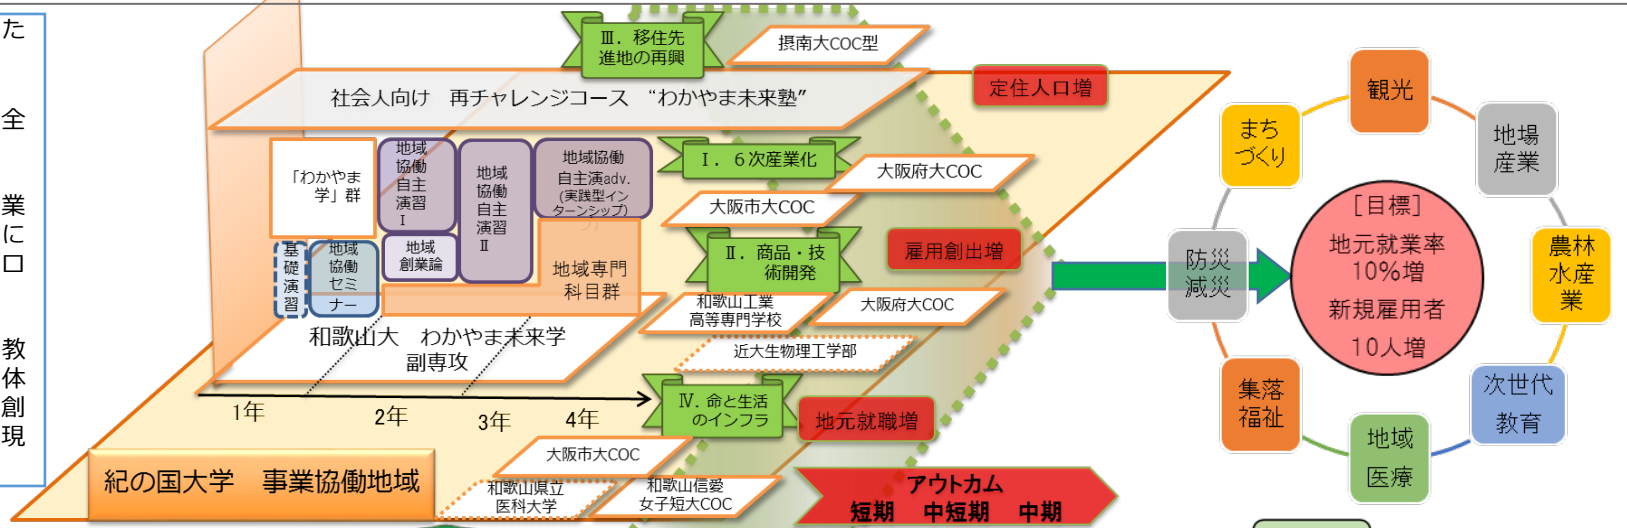 た
全
業
に
口
教
体
創
現
Ⅲ．移住先
進地の再興
摂南大COC型
社会人向け　再チャレンジコース　“わかやま未来塾”
定住人口増
「わかやま
学」群
地域
協働
自主
演習
Ⅰ
地域
協働
自主
演習
Ⅱ
地域協働
自主演adv.
(実践型イン
ターンシップ)
Ⅰ．６次産業化
大阪府大COC
大阪市大COC
基
礎
演
習
地域
協働
セミ
ナー
地域
創業論
地域専門
科目群
Ⅱ．商品・技
術開発
雇用創出増
和歌山工業
高等専門学校
大阪府大COC
近大生物理工学部
和歌山大　わかやま未来学
副専攻
1年
2年
3年
4年
Ⅳ．命と生活
のインフラ
地元就職増
大阪市大COC
紀の国大学　事業協働地域
和歌山県立
医科大学
和歌山信愛
女子短大COC
アウトカム
短期　中短期　中期
観光
まち
づくり
地場
産業
防災
減災
［目標］
地元就業率
10％増
新規雇用者
10人増
農林
水産
業
集落
福祉
次世代
教育
地域
医療